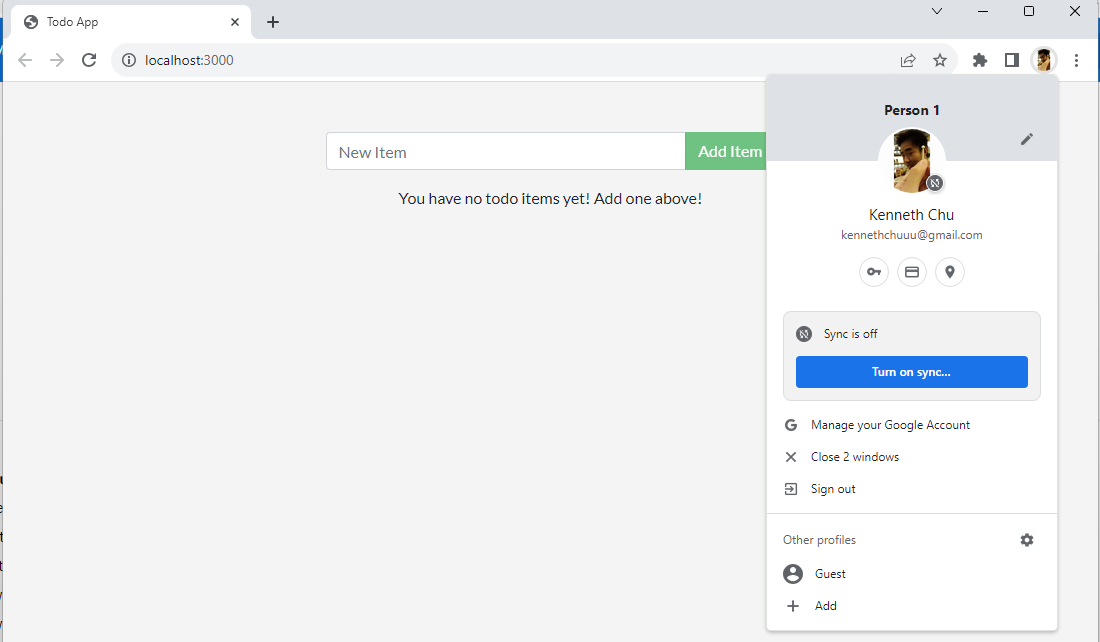 Todo App
localhost:3000
New Item
Add Item
You have no todo items yet! Add one above!
Person 1
Kenneth Chu
kennethchuuu@gmail.com
Sync is off
Turn on sync...
Manage your Google Account
Close 2 windows
Sign out
Other profiles
Guest
Add